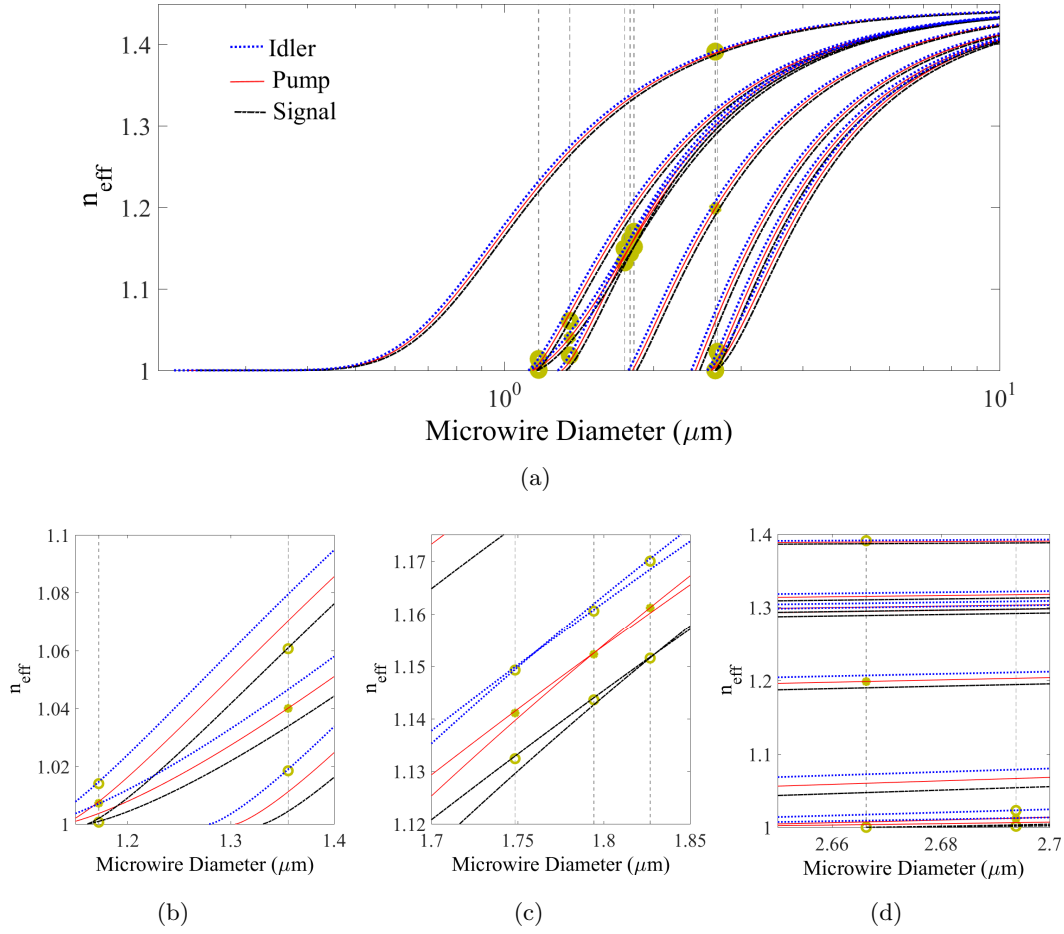 1.4
1.3
1.2
1.1
1
n_eff
Idler
Pump
Signal
10^0
10^1
Microwire Diameter (μm)
(a)
1.1
1.08
1.06
1.04
1.02
1
n_eff
1.2
1.3
1.4
Microwire Diameter (μm)
(b)
1.17
1.16
1.15
1.14
1.13
1.12
n_eff
1.7
1.75
1.8
1.85
Microwire Diameter (μm)
(c)
1.4
1.3
1.2
1.1
1
n_eff
2.66
2.68
2.7
Microwire Diameter (μm)
(d)